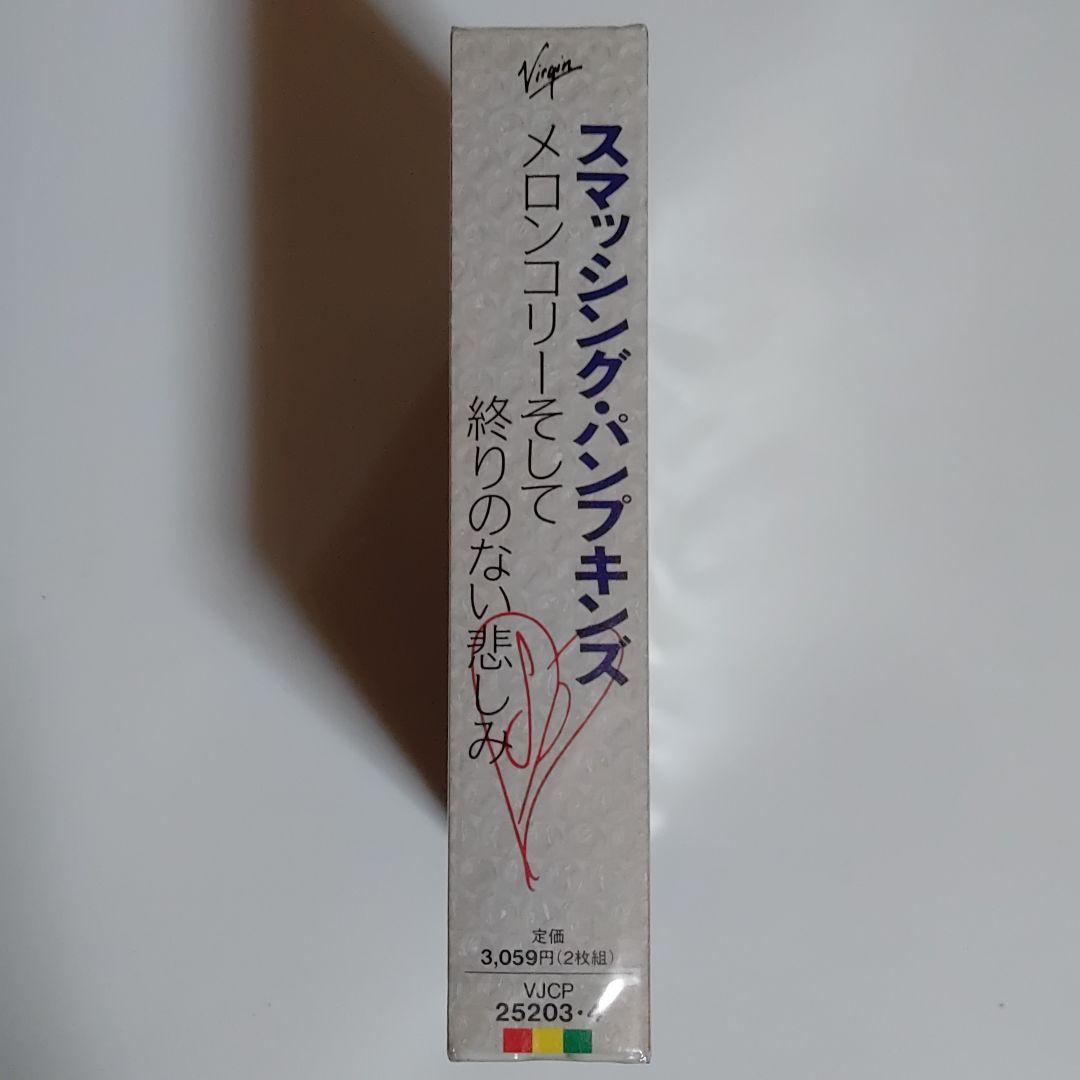 Virgin
スマッシング・パンプキンズ
メロンコリーそして
終りのない悲しみ
定価
3,059円(2枚組)
VJCP
25203・4